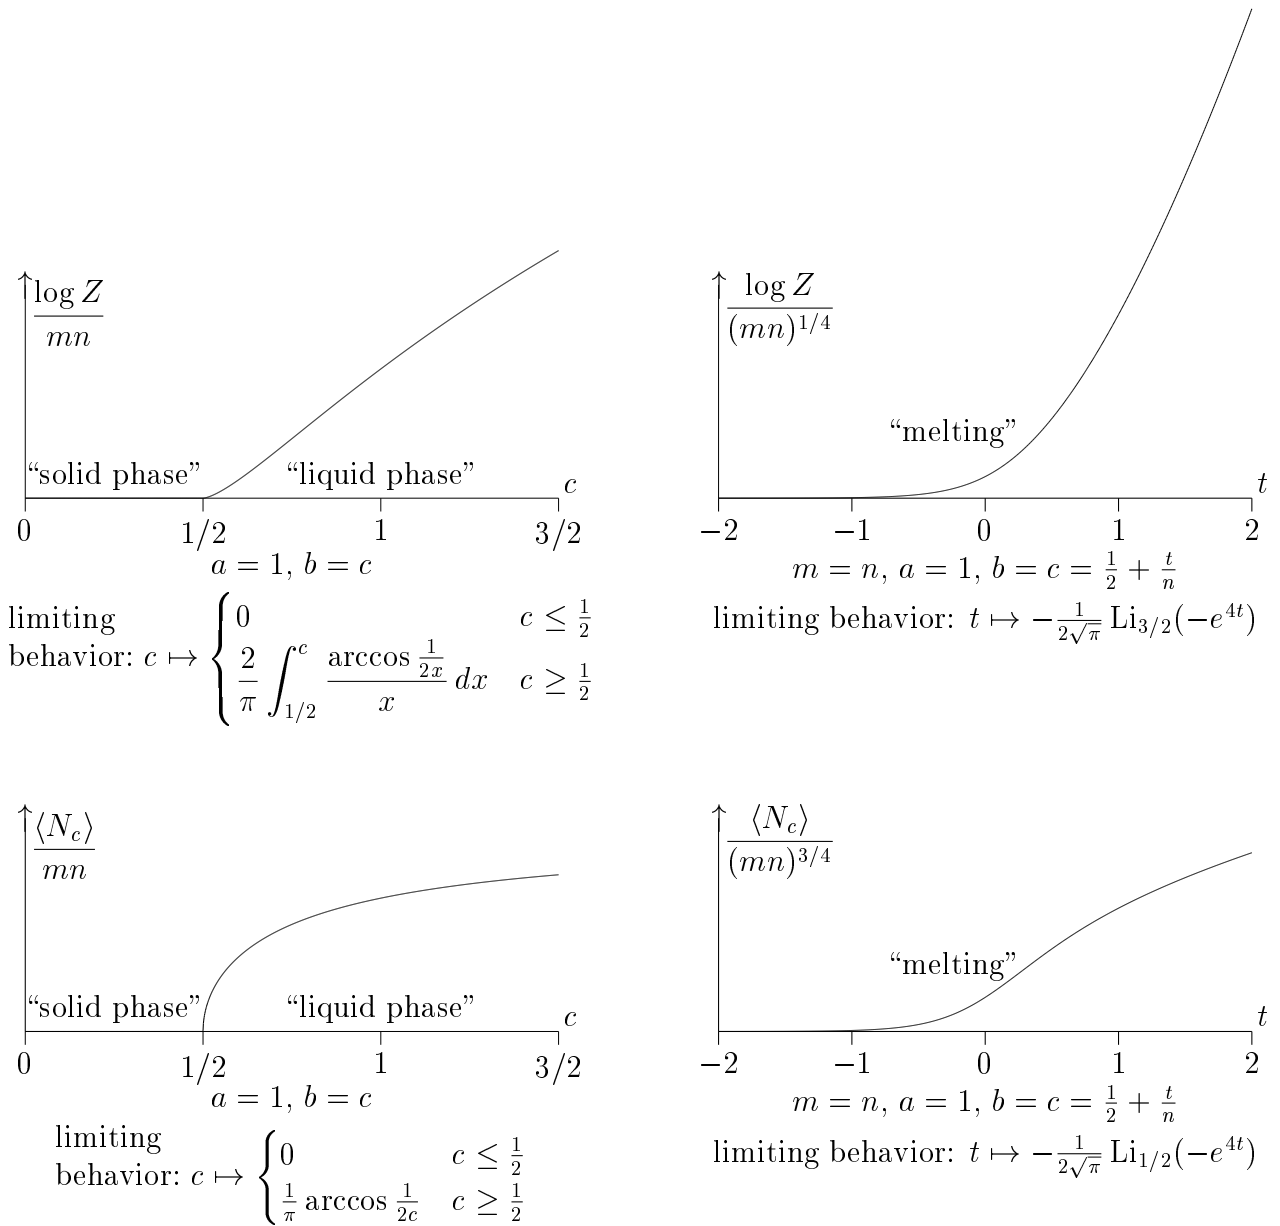 log Z / mn
“solid phase”
“liquid phase”
c
0 1/2 1 3/2
a = 1, b = c
limiting
behavior: c ↦ { 0 c ≤ 1/2
2/π ∫_{1/2}^{c} (arccos 1/(2x))/x dx c ≥ 1/2
log Z / (mn)^{1/4}
“melting”
t
−2 −1 0 1 2
m = n, a = 1, b = c = 1/2 + t/n
limiting behavior: t ↦ −1/(2√π) Li_{3/2}(−e^{4t})
⟨N_c⟩ / mn
“solid phase”
“liquid phase”
c
0 1/2 1 3/2
a = 1, b = c
limiting
behavior: c ↦ { 0 c ≤ 1/2
1/π arccos 1/(2c) c ≥ 1/2
⟨N_c⟩ / (mn)^{3/4}
“melting”
t
−2 −1 0 1 2
m = n, a = 1, b = c = 1/2 + t/n
limiting behavior: t ↦ −1/(2√π) Li_{1/2}(−e^{4t})